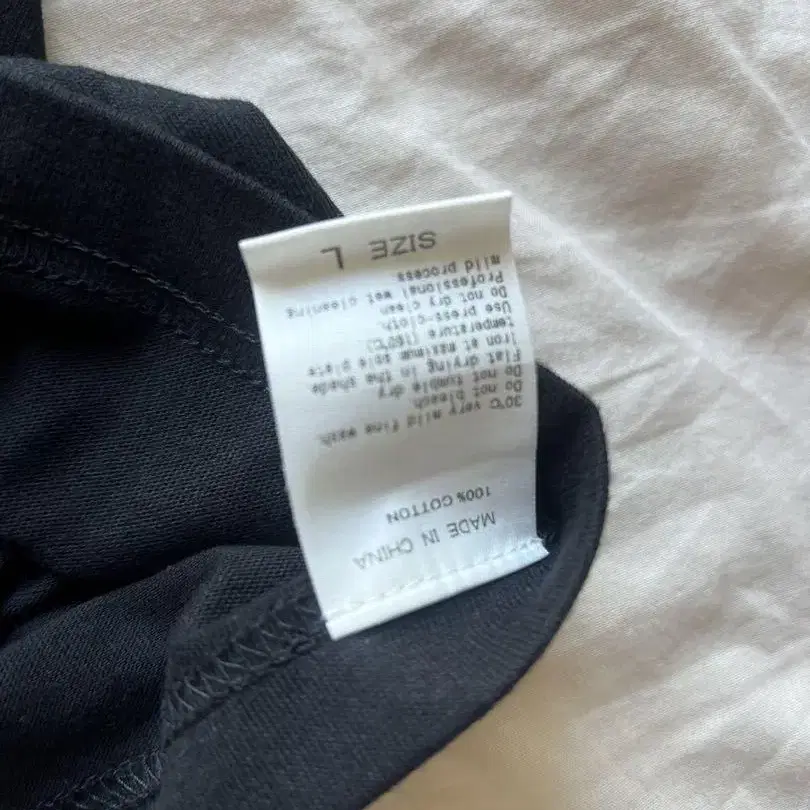 MADE IN CHINA
100% COTTON
30℃ very mild fine wash.
Do not bleach
Do not tumble dry
Flat drying in the shade
Iron at maximum sole plate
temperature (150℃).
Use press-cloth.
Do not dry clean
Professional wet cleaning
mild process
SIZE L